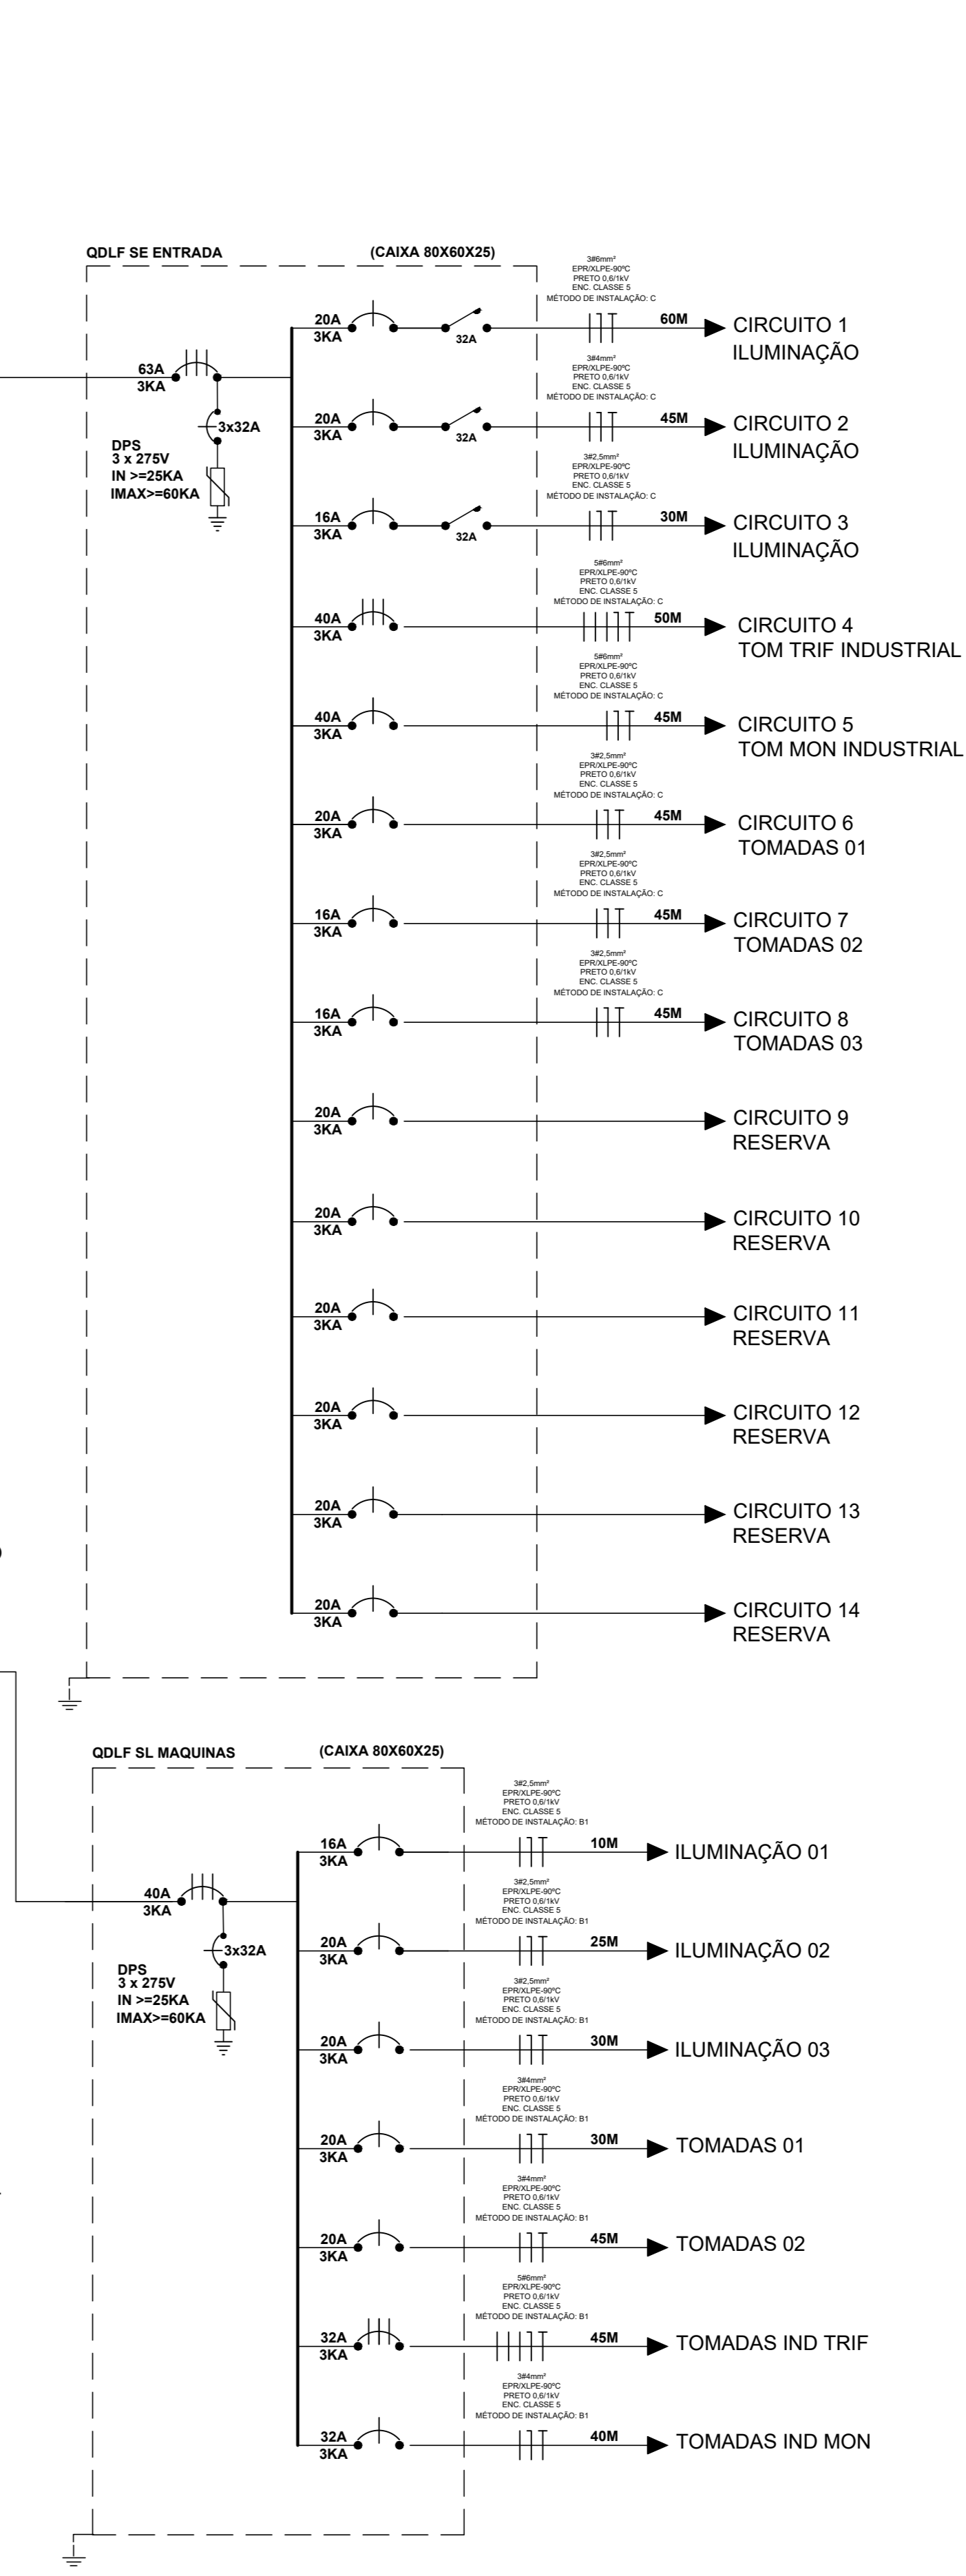 QDLF SE ENTRADA
(CAIXA 80X60X25)
63A
3KA
3x32A
DPS
3 x 275V
IN >=25KA
IMAX>=60KA
20A
3KA
32A
3#6mm²
EPR/XLPE-90ºC
PRETO 0,6/1kV
ENC. CLASSE 5
MÉTODO DE INSTALAÇÃO: C
60M
CIRCUITO 1
ILUMINAÇÃO
20A
3KA
32A
3#4mm²
EPR/XLPE-90ºC
PRETO 0,6/1kV
ENC. CLASSE 5
MÉTODO DE INSTALAÇÃO: C
45M
CIRCUITO 2
ILUMINAÇÃO
16A
3KA
32A
3#2,5mm²
EPR/XLPE-90ºC
PRETO 0,6/1kV
ENC. CLASSE 5
MÉTODO DE INSTALAÇÃO: C
30M
CIRCUITO 3
ILUMINAÇÃO
40A
3KA
5#6mm²
EPR/XLPE-90ºC
PRETO 0,6/1kV
ENC. CLASSE 5
MÉTODO DE INSTALAÇÃO: C
50M
CIRCUITO 4
TOM TRIF INDUSTRIAL
40A
3KA
5#6mm²
EPR/XLPE-90ºC
PRETO 0,6/1kV
ENC. CLASSE 5
MÉTODO DE INSTALAÇÃO: C
45M
CIRCUITO 5
TOM MON INDUSTRIAL
20A
3KA
3#2,5mm²
EPR/XLPE-90ºC
PRETO 0,6/1kV
ENC. CLASSE 5
MÉTODO DE INSTALAÇÃO: C
45M
CIRCUITO 6
TOMADAS 01
16A
3KA
3#2,5mm²
EPR/XLPE-90ºC
PRETO 0,6/1kV
ENC. CLASSE 5
MÉTODO DE INSTALAÇÃO: C
45M
CIRCUITO 7
TOMADAS 02
16A
3KA
3#2,5mm²
EPR/XLPE-90ºC
PRETO 0,6/1kV
ENC. CLASSE 5
MÉTODO DE INSTALAÇÃO: C
45M
CIRCUITO 8
TOMADAS 03
20A
3KA
CIRCUITO 9
RESERVA
20A
3KA
CIRCUITO 10
RESERVA
20A
3KA
CIRCUITO 11
RESERVA
20A
3KA
CIRCUITO 12
RESERVA
20A
3KA
CIRCUITO 13
RESERVA
20A
3KA
CIRCUITO 14
RESERVA
QDLF SL MAQUINAS
(CAIXA 80X60X25)
40A
3KA
3x32A
DPS
3 x 275V
IN >=25KA
IMAX>=60KA
16A
3KA
3#2,5mm²
EPR/XLPE-90ºC
PRETO 0,6/1kV
ENC. CLASSE 5
MÉTODO DE INSTALAÇÃO: B1
10M
ILUMINAÇÃO 01
20A
3KA
3#2,5mm²
EPR/XLPE-90ºC
PRETO 0,6/1kV
ENC. CLASSE 5
MÉTODO DE INSTALAÇÃO: B1
25M
ILUMINAÇÃO 02
20A
3KA
3#2,5mm²
EPR/XLPE-90ºC
PRETO 0,6/1kV
ENC. CLASSE 5
MÉTODO DE INSTALAÇÃO: B1
30M
ILUMINAÇÃO 03
20A
3KA
3#4mm²
EPR/XLPE-90ºC
PRETO 0,6/1kV
ENC. CLASSE 5
MÉTODO DE INSTALAÇÃO: B1
30M
TOMADAS 01
20A
3KA
3#4mm²
EPR/XLPE-90ºC
PRETO 0,6/1kV
ENC. CLASSE 5
MÉTODO DE INSTALAÇÃO: B1
45M
TOMADAS 02
32A
3KA
5#6mm²
EPR/XLPE-90ºC
PRETO 0,6/1kV
ENC. CLASSE 5
MÉTODO DE INSTALAÇÃO: B1
45M
TOMADAS IND TRIF
32A
3KA
3#4mm²
EPR/XLPE-90ºC
PRETO 0,6/1kV
ENC. CLASSE 5
MÉTODO DE INSTALAÇÃO: B1
40M
TOMADAS IND MON